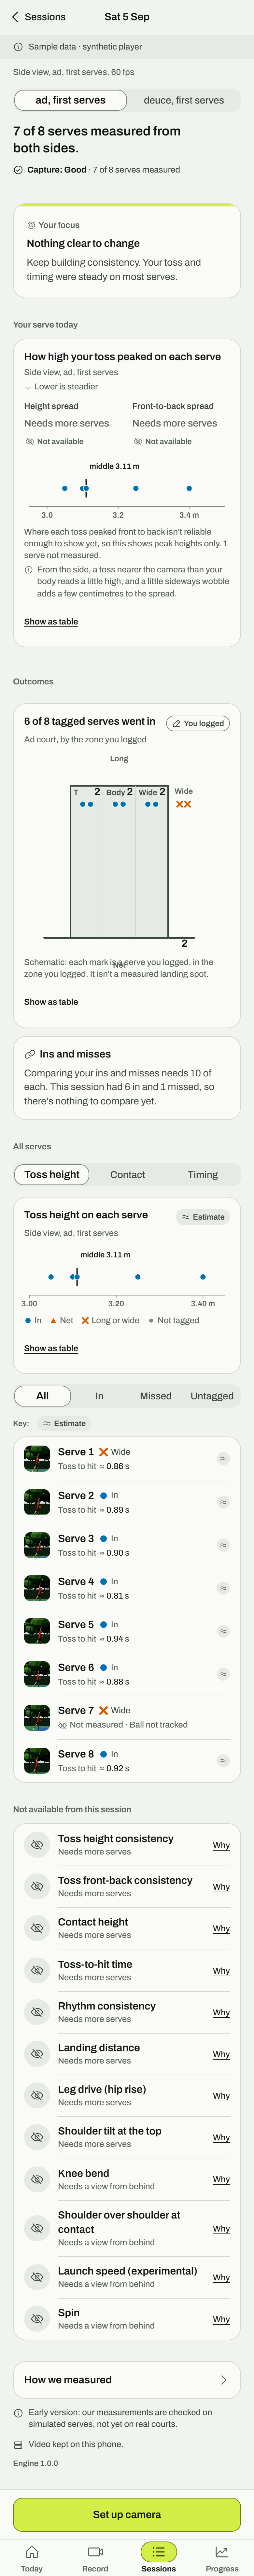 Sessions
Sat 5 Sep
Sample data · synthetic player
Side view, ad, first serves, 60 fps
ad, first serves
deuce, first serves
7 of 8 serves measured from
both sides.
Capture: Good · 7 of 8 serves measured
Your focus
Nothing clear to change
Keep building consistency. Your toss and
timing were steady on most serves.
Your serve today
How high your toss peaked on each serve
Side view, ad, first serves
↓ Lower is steadier
Height spread
Front-to-back spread
Needs more serves
Needs more serves
Not available
Not available
middle 3.11 m
3.0
3.2
3.4 m
Where each toss peaked front to back isn't reliable
enough to show yet, so this shows peak heights only. 1
serve not measured.
From the side, a toss nearer the camera than your
body reads a little high, and a little sideways wobble
adds a few centimetres to the spread.
Show as table
Outcomes
6 of 8 tagged serves went in
You logged
Ad court, by the zone you logged
Long
T 2
Body 2
Wide 2
Wide
2
Net
Schematic: each mark is a serve you logged, in the
zone you logged. It isn't a measured landing spot.
Show as table
Ins and misses
Comparing your ins and misses needs 10 of
each. This session had 6 in and 1 missed, so
there's nothing to compare yet.
All serves
Toss height
Contact
Timing
Toss height on each serve
≈ Estimate
Side view, ad, first serves
middle 3.11 m
3.00
3.20
3.40 m
In
Net
Long or wide
Not tagged
Show as table
All
In
Missed
Untagged
Key:
≈ Estimate
Serve 1 Wide
Toss to hit ≈ 0.86 s
Serve 2 In
Toss to hit ≈ 0.89 s
Serve 3 In
Toss to hit ≈ 0.90 s
Serve 4 In
Toss to hit ≈ 0.81 s
Serve 5 In
Toss to hit ≈ 0.94 s
Serve 6 In
Toss to hit ≈ 0.88 s
Serve 7 Wide
Not measured · Ball not tracked
Serve 8 In
Toss to hit ≈ 0.92 s
Not available from this session
Toss height consistency
Needs more serves
Why
Toss front-back consistency
Needs more serves
Why
Contact height
Needs more serves
Why
Toss-to-hit time
Needs more serves
Why
Rhythm consistency
Needs more serves
Why
Landing distance
Needs more serves
Why
Leg drive (hip rise)
Needs more serves
Why
Shoulder tilt at the top
Needs more serves
Why
Knee bend
Needs a view from behind
Why
Shoulder over shoulder at
contact
Needs a view from behind
Why
Launch speed (experimental)
Needs a view from behind
Why
Spin
Needs a view from behind
Why
How we measured
Early version: our measurements are checked on
simulated serves, not yet on real courts.
Video kept on this phone.
Engine 1.0.0
Set up camera
Today
Record
Sessions
Progress